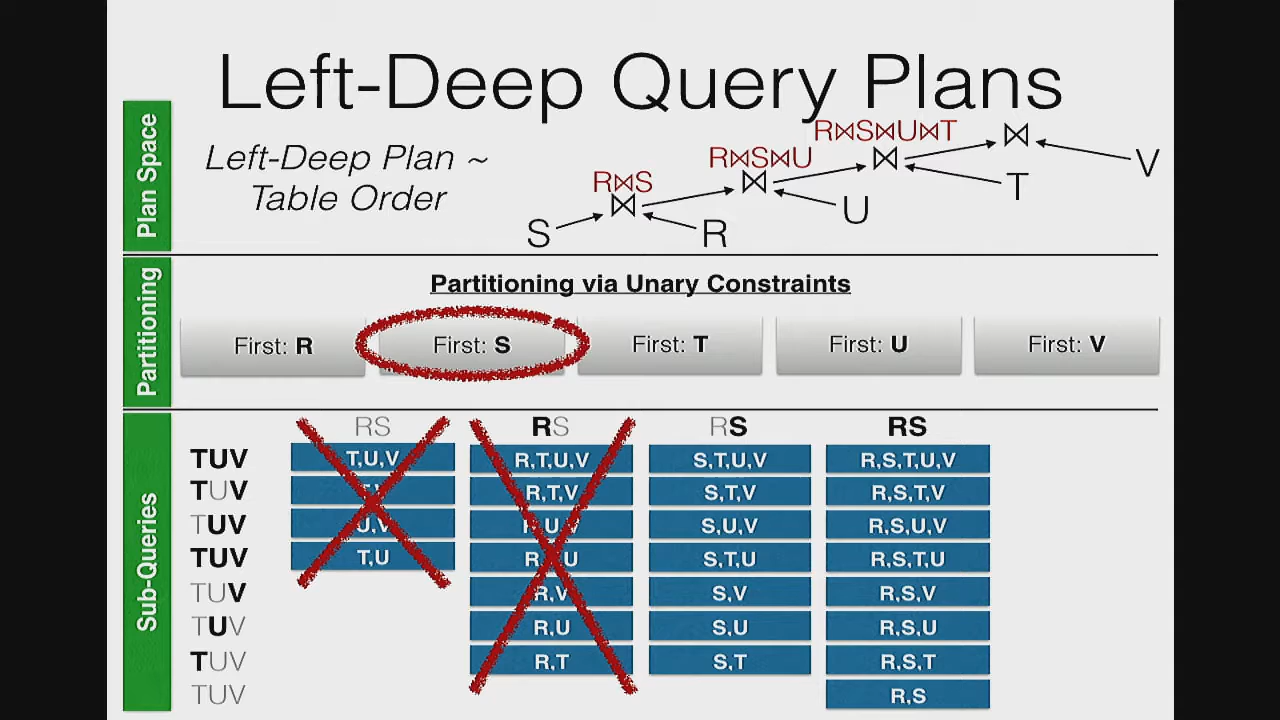 Left-Deep Query Plans
Plan Space
Left-Deep Plan ~
Table Order
R⋈S
R⋈S⋈U
R⋈S⋈U⋈T
⋈ ⋈ ⋈ ⋈
S
R
U
T
V
Partitioning
Partitioning via Unary Constraints
First: R
First: S
First: T
First: U
First: V
Sub-Queries
RS RS RS RS
TUV T,U,V R,T,U,V S,T,U,V R,S,T,U,V
TUV R,T,V S,T,V R,S,T,V
TUV U,V S,U,V R,S,U,V
TUV T,U S,T,U R,S,T,U
TUV R,V S,V R,S,V
TUV R,U S,U R,S,U
TUV R,T S,T R,S,T
TUV R,S